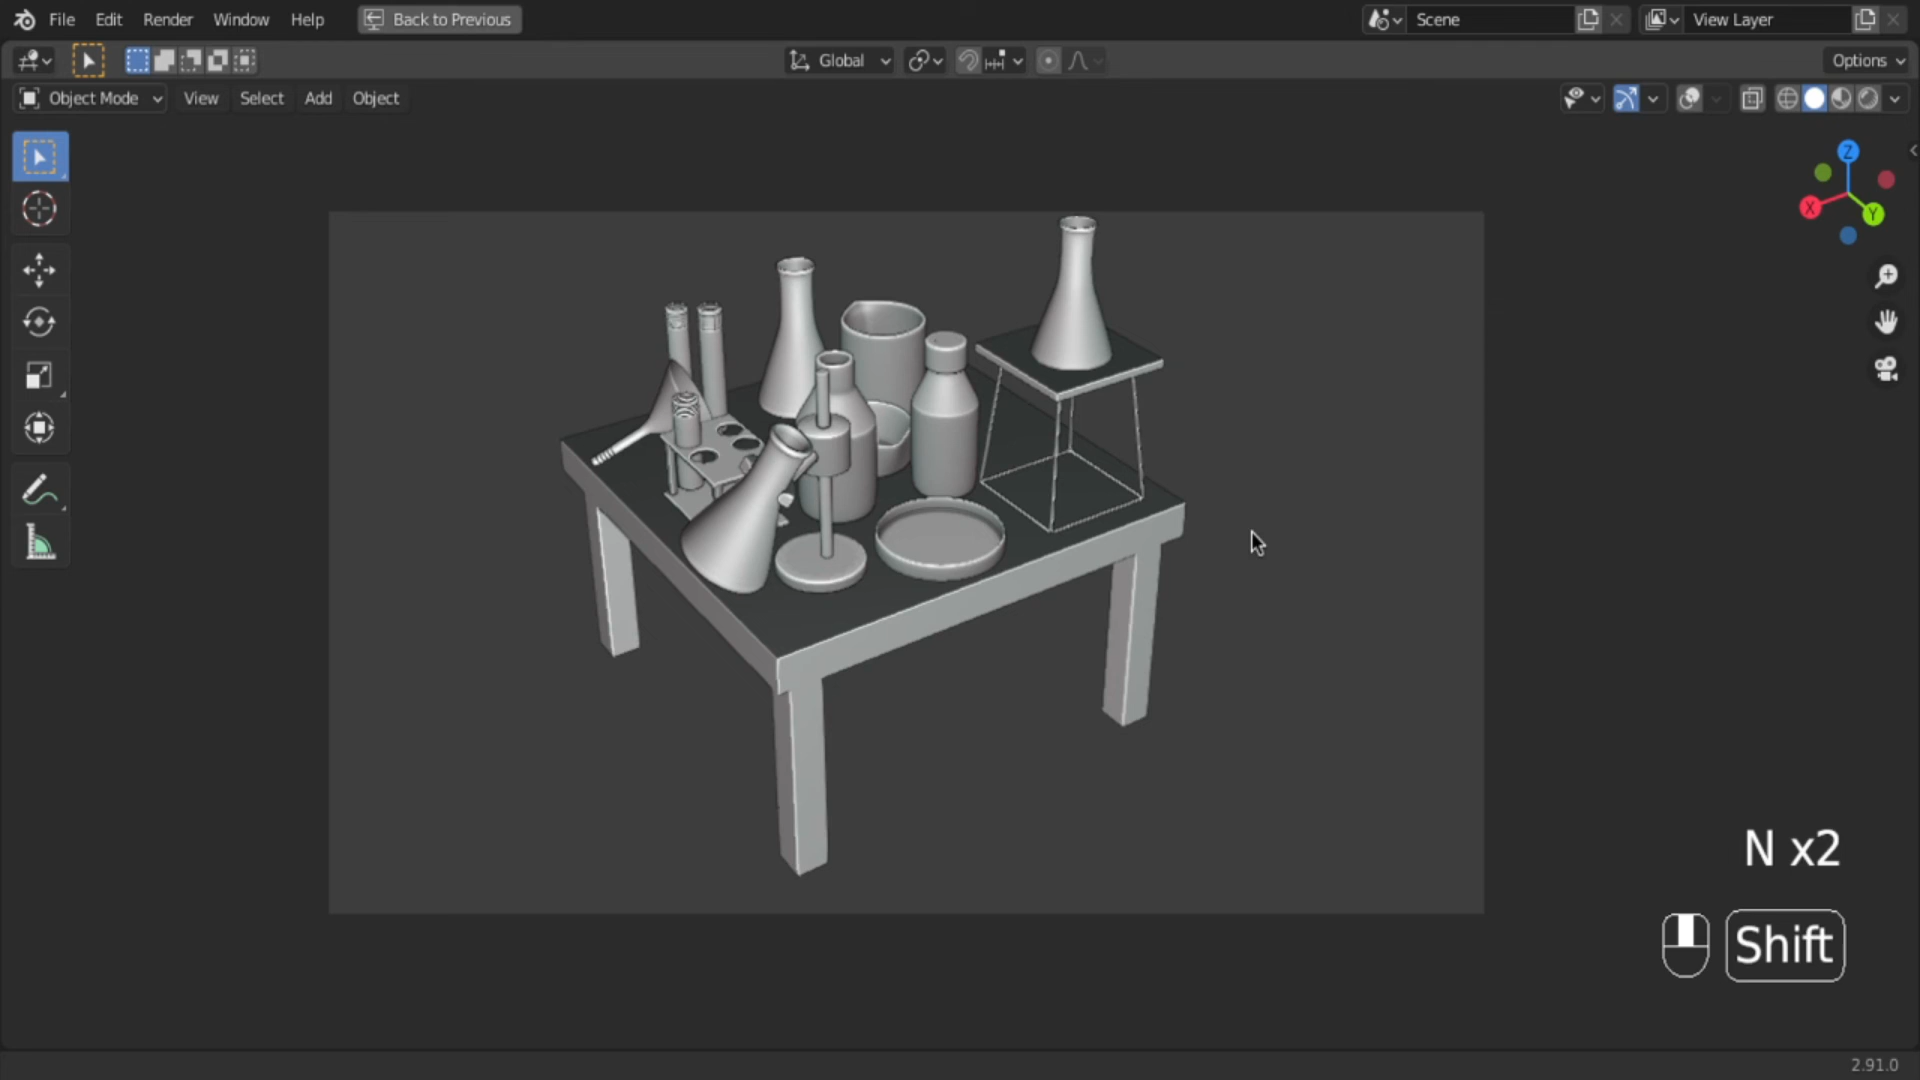 File Edit Render Window Help Back to Previous Scene View Layer
Global Options
Object Mode View Select Add Object
Z
X Y
N x2
Shift
2.91.0